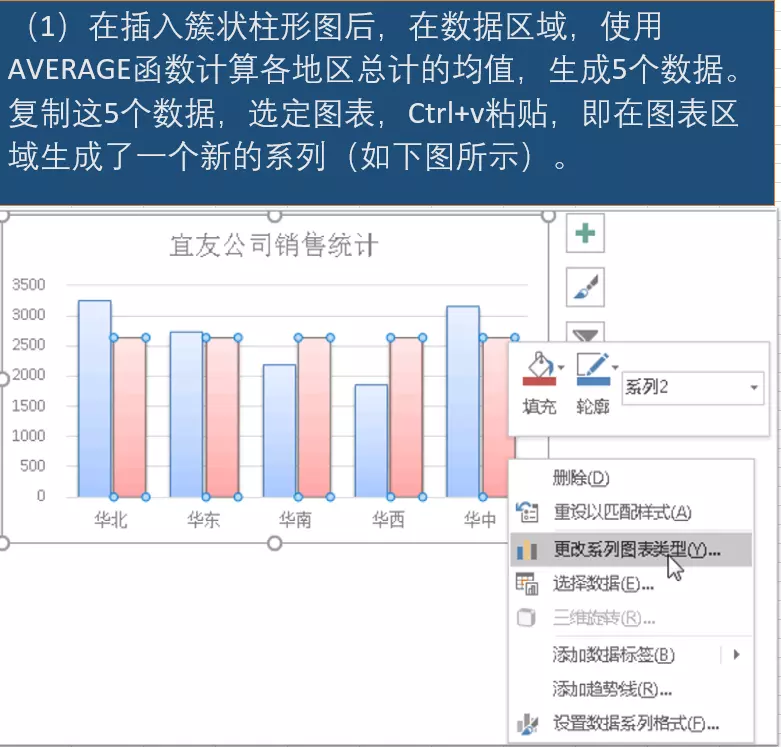 （1）在插入簇状柱形图后，在数据区域，使用
AVERAGE函数计算各地区总计的均值，生成5个数据。
复制这5个数据，选定图表，Ctrl+v粘贴，即在图表区
域生成了一个新的系列（如下图所示）。
宜友公司销售统计
3500
3000
2500
2000
1500
1000
500
0
华北 华东 华南 华西 华中
填充 轮廓 系列2
删除(D)
重设以匹配样式(A)
更改系列图表类型(Y)...
选择数据(E)...
三维旋转(R)...
添加数据标签(B)
添加趋势线(R)...
设置数据系列格式(F)...